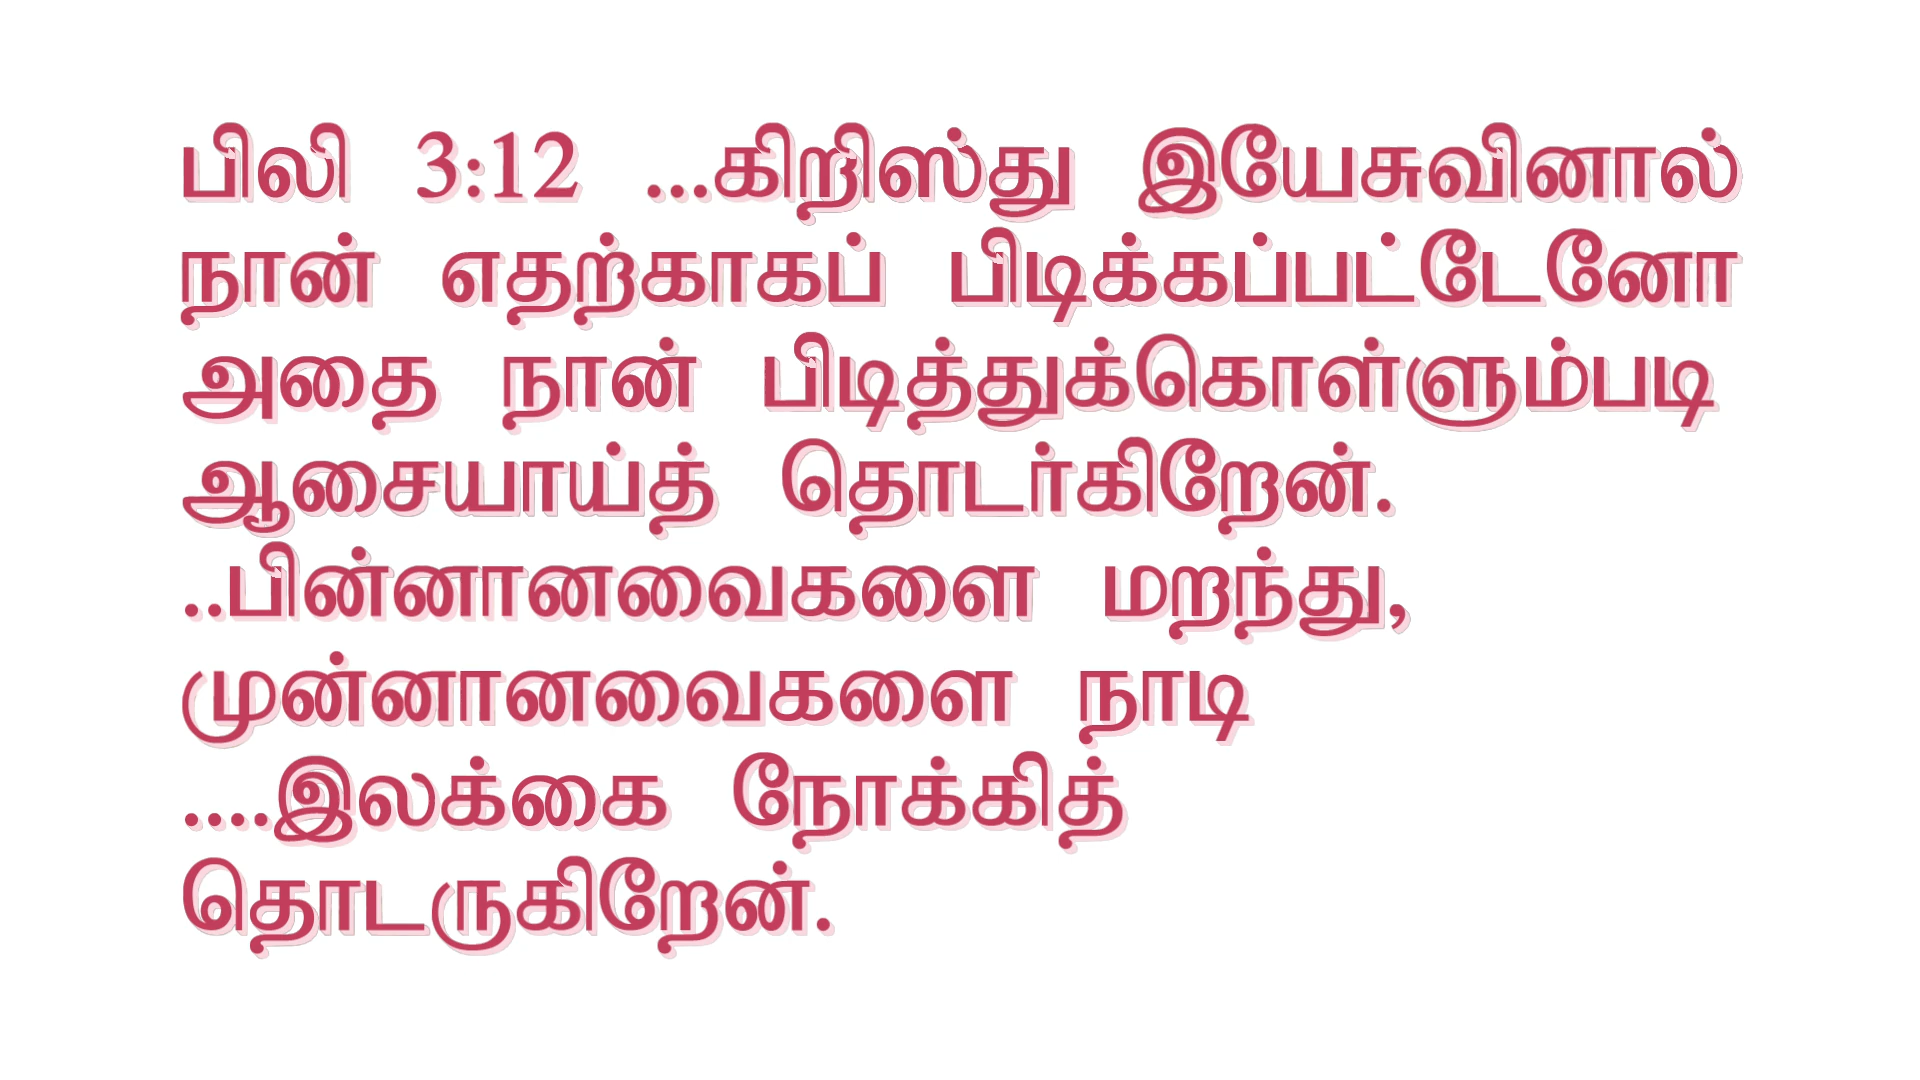 பிலி 3:12 ...கிறிஸ்து இயேசுவினால்
நான் எதற்காகப் பிடிக்கப்பட்டேனோ
அதை நான் பிடித்துக்கொள்ளும்படி
ஆசையாய்த் தொடர்கிறேன்.
..பின்னானவைகளை மறந்து,
முன்னானவைகளை நாடி
....இலக்கை நோக்கித்
தொடருகிறேன்.